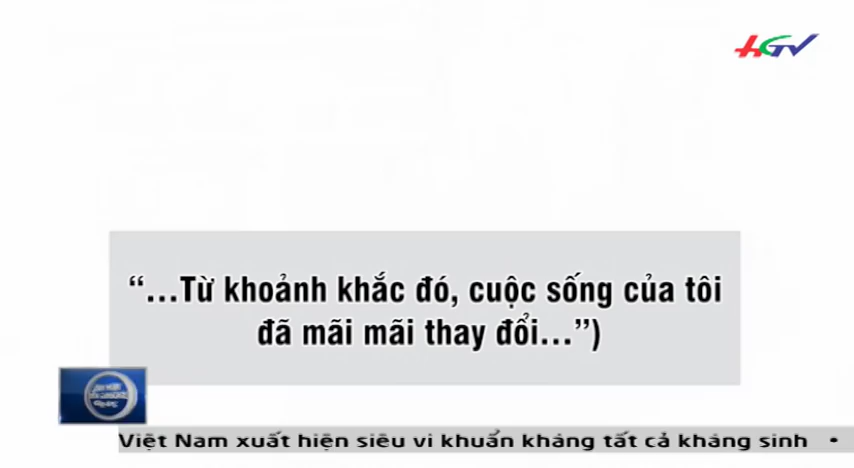 HGTV
“...Từ khoảnh khắc đó, cuộc sống của tôi
đã mãi mãi thay đổi...”)
Việt Nam xuất hiện siêu vi khuẩn kháng tất cả kháng sinh •